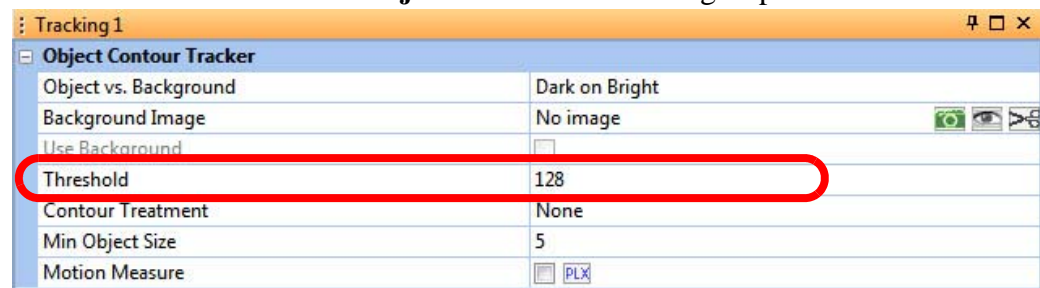 Tracking 1
Object Contour Tracker
Object vs. Background Dark on Bright
Background Image No image
Use Background
Threshold 128
Contour Treatment None
Min Object Size 5
Motion Measure PLX